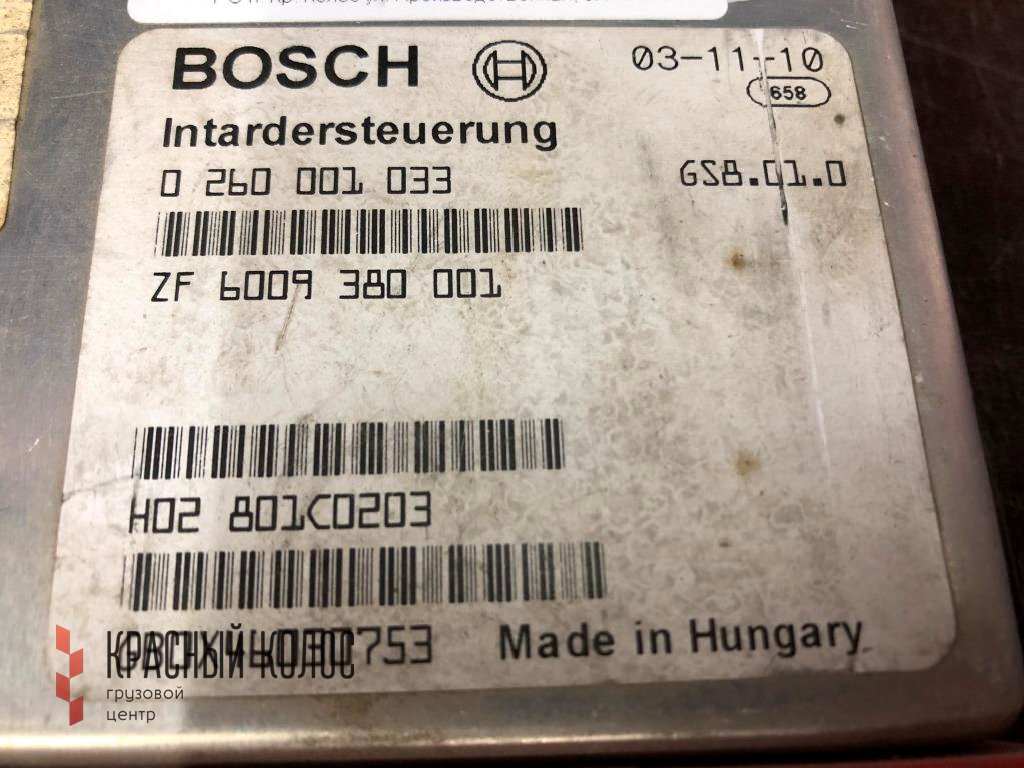 BOSCH
03-11-10
658
Intardersteuerung
0 260 001 033
GS8.01.0
ZF 6009 380 001
H02 801C0203
753
Made in Hungary
КРАСНЫЙ КОЛОС
грузовой
центр